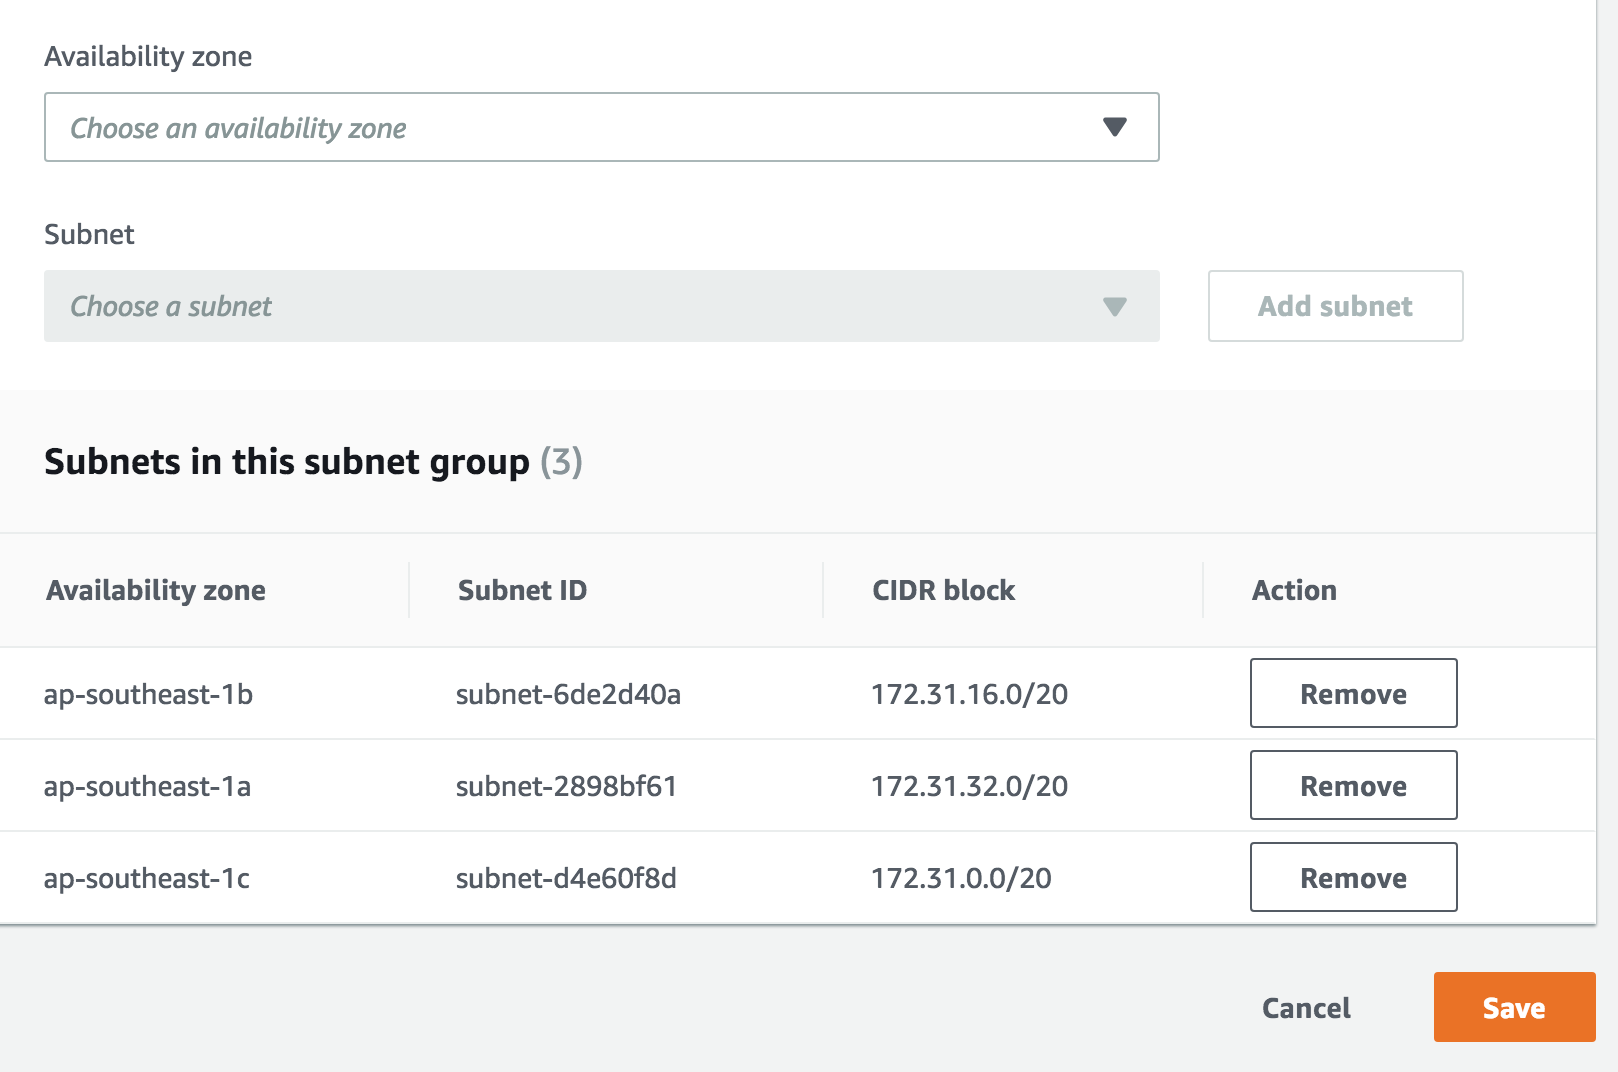 Availability zone
Choose an availability zone
Subnet
Choose a subnet
Add subnet
Subnets in this subnet group (3)
Availability zone Subnet ID CIDR block Action
ap-southeast-1b subnet-6de2d40a 172.31.16.0/20 Remove
ap-southeast-1a subnet-2898bf61 172.31.32.0/20 Remove
ap-southeast-1c subnet-d4e60f8d 172.31.0.0/20 Remove
Cancel Save